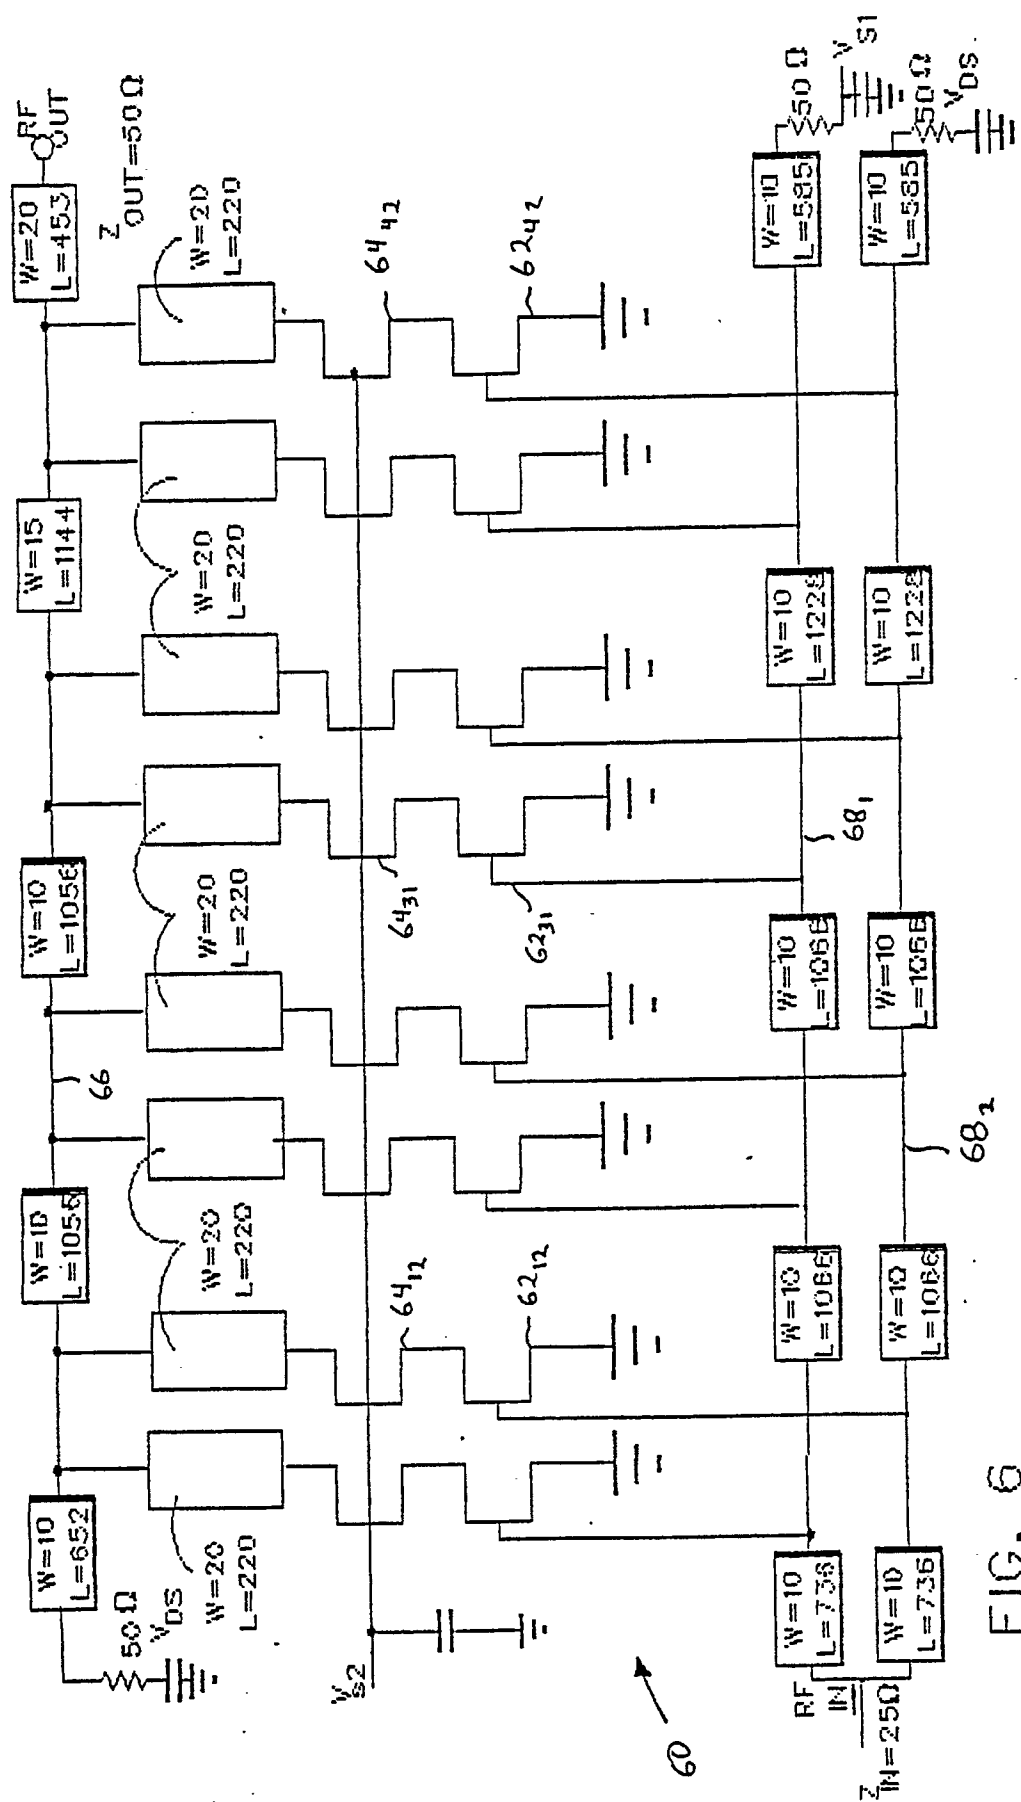 W=10
L=652
W=10
L=1056
W=10
L=1056
W=15
L=1144
W=20
L=453
RF
OUT
Z
OUT=50Ω
50Ω
V
DS
W=20
L=220
W=20
L=220
W=20
L=220
W=20
L=220
W=20
L=220
66
V
s2
64₁₂
62₁₂
64₃₁
62₃₁
64₄₂
62₄₂
W=10
L=736
W=10
L=1066
W=10
L=1066
W=10
L=1228
W=10
L=585
50Ω
V
S1
68₁
W=10
L=736
W=10
L=1066
W=10
L=1066
W=10
L=1228
W=10
L=585
50Ω
V
DS
68₂
RF
IN
Z
IN=25Ω
60
FIG. 6